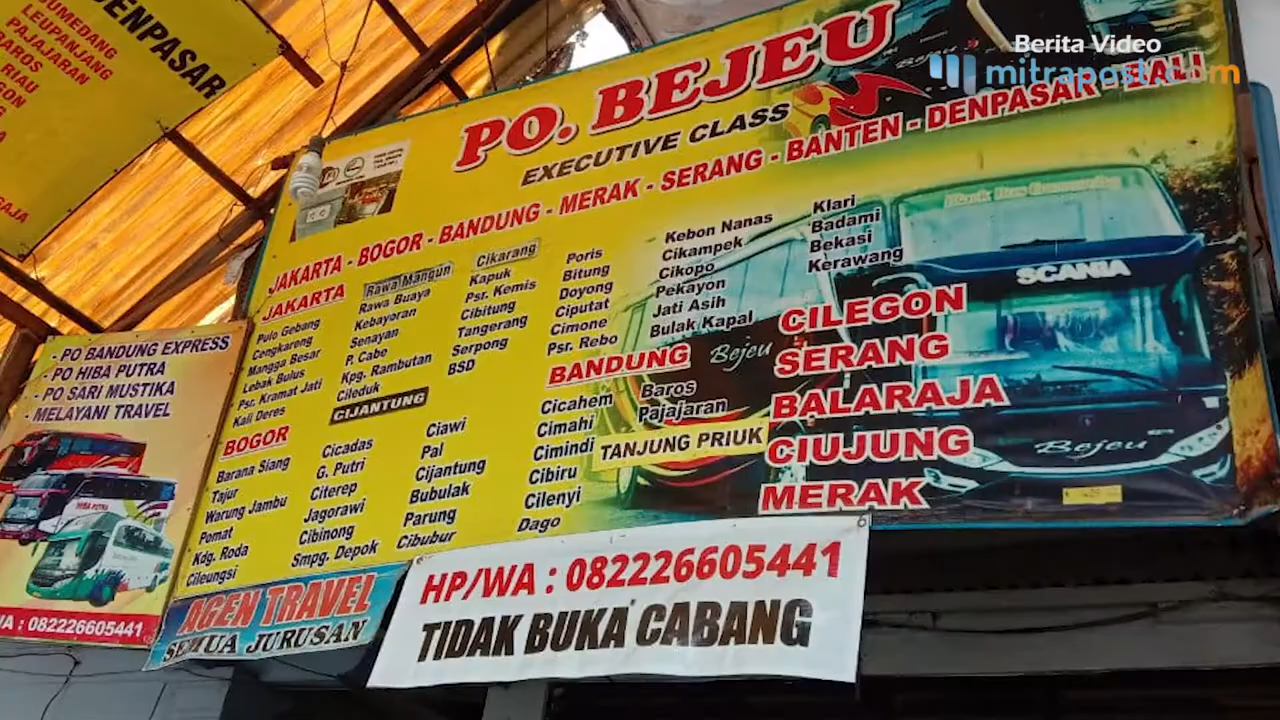 Berita Video
mitrapost.com
DENPASAR
SUMEDANG
LEUPANJANG
PAJAJARAN
PO. BEJEU
EXECUTIVE CLASS
JAKARTA - BOGOR - BANDUNG - MERAK - SERANG - BANTEN - DENPASAR - BALI
JAKARTA
Pulo Gebang
Cengkareng
Mangga Besar
Lebak Bulus
Psr. Kramat Jati
Kali Deres
Rawa Mangun
Rawa Buaya
Kebayoran
Senayan
P. Cabe
Kpg. Rambutan
Cileduk
CIJANTUNG
Cikarang
Kapuk
Psr. Kemis
Cibitung
Tangerang
Serpong
BSD
Poris
Bitung
Doyong
Ciputat
Cimone
Psr. Rebo
Kebon Nanas
Cikampek
Cikopo
Pekayon
Jati Asih
Bulak Kapal
Klari
Badami
Bekasi
Kerawang
BOGOR
Barana Siang
Tajur
Warung Jambu
Pomat
Kdg. Roda
Cileungsi
Cicadas
G. Putri
Citerep
Jagorawi
Cibinong
Smpg. Depok
Ciawi
Pal
Cijantung
Bubulak
Parung
Cibubur
BANDUNG
Cicahem
Cimahi
Cimindi
Cibiru
Cilenyi
Dago
Baros
Pajajaran
TANJUNG PRIUK
CILEGON
SERANG
BALARAJA
CIUJUNG
MERAK
SCANIA
Bejeu
Bejeu
- PO BANDUNG EXPRESS
- PO HIBA PUTRA
- PO SARI MUSTIKA
- MELAYANI TRAVEL
WA : 082226605441
AGEN TRAVEL
SEMUA JURUSAN
HP/WA : 082226605441
TIDAK BUKA CABANG